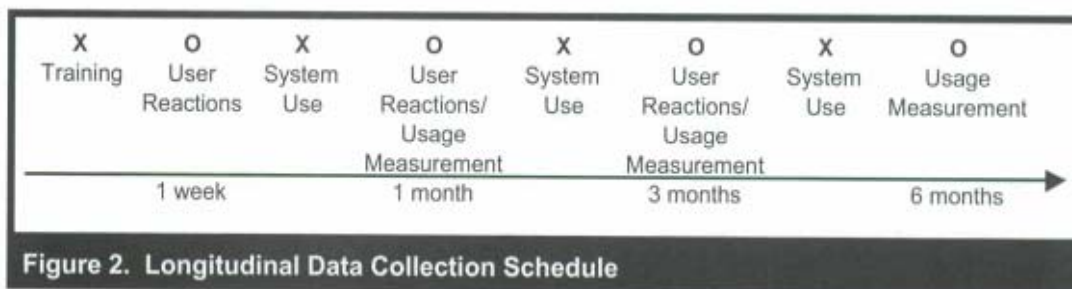 X O X O X O X O
Training User System User System User System Usage
Reactions Use Reactions/ Use Reactions/ Use Measurement
Usage Usage
Measurement Measurement
1 week 1 month 3 months 6 months
Figure 2. Longitudinal Data Collection Schedule